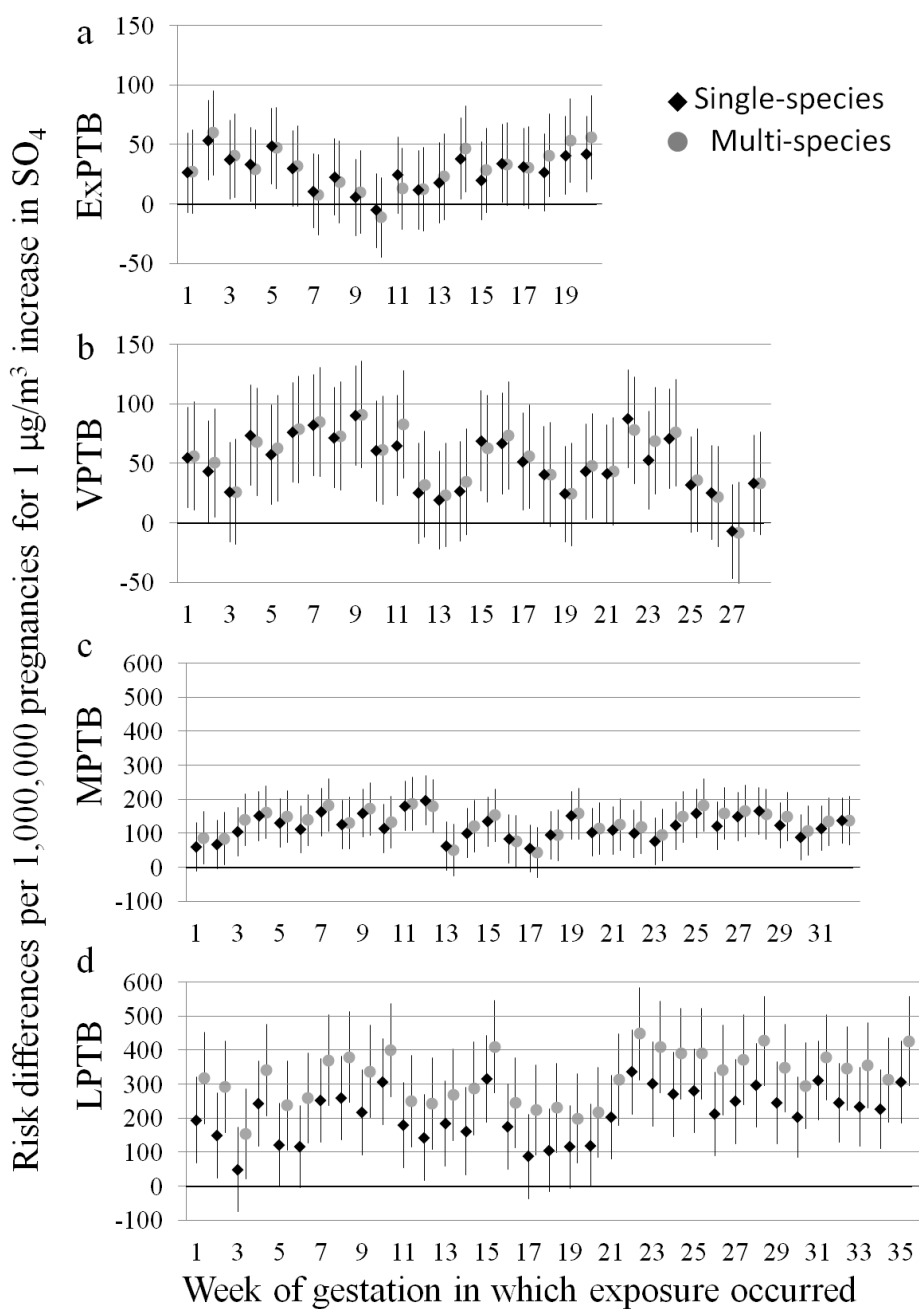 Risk differences per 1,000,000 pregnancies for 1 µg/m³ increase in SO₄
a
ExPTB
150
100
50
0
-50
1 3 5 7 9 11 13 15 17 19
Single-species
Multi-species
b
VPTB
150
100
50
0
-50
1 3 5 7 9 11 13 15 17 19 21 23 25 27
c
MPTB
600
500
400
300
200
100
0
-100
1 3 5 7 9 11 13 15 17 19 21 23 25 27 29 31
d
LPTB
600
500
400
300
200
100
0
-100
1 3 5 7 9 11 13 15 17 19 21 23 25 27 29 31 33 35
Week of gestation in which exposure occurred